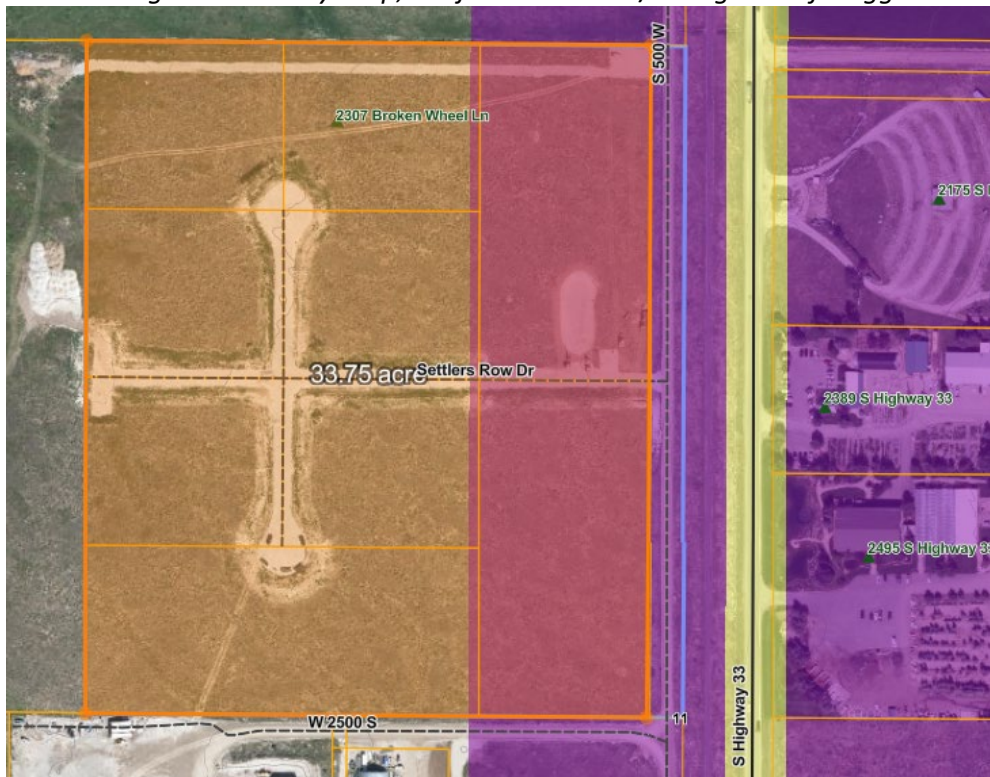 S 500 W
2307 Broken Wheel Ln
2175 S
33.75 acre
Settlers Row Dr
2389 S Highway 33
2495 S Highway 3
W 2500 S
11
S Highway 33